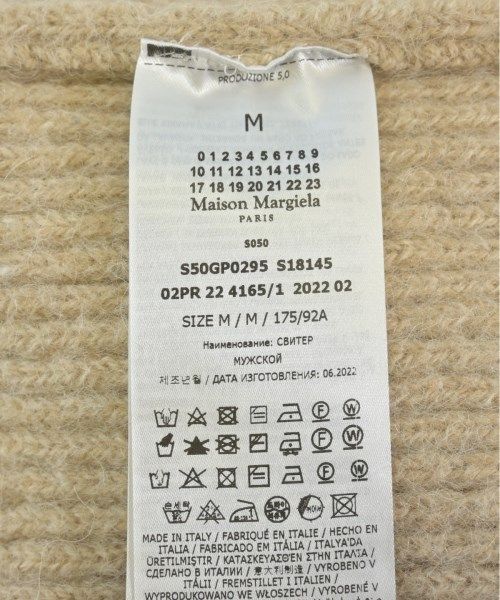 PRODUZIONE 5,0
M
0 1 2 3 4 5 6 7 8 9
10 11 12 13 14 15 16
17 18 19 20 21 22 23
Maison Margiela
PARIS
S050
S50GP0295 S18145
02PR 22 4165/1 2022 02
SIZE M / M / 175/92A
Наименование: СВИТЕР
МУЖСКОЙ
제조년월 / ДАТА ИЗГОТОВЛЕНИЯ: 06.2022
F W
F W
F W
MADE IN ITALY / FABRIQUÉ EN ITALIE / HECHO EN
ITALIA / FABRICADO EM ITÁLIA / ITALYA'DA
ÜRETILMIŞTIR / ΚΑΤΑΣΚΕΥΑΣΘΗ ΣΤΗΝ ΙΤΑΛΙΑ /
СДЕЛАНО В ИТАЛИИ / 意大利制造 / VYROBENO V
ITÁLII / FREMSTILLET I ITALIEN /
WYPRODUKOWANO WE WŁOSZECH / VYROBENÉ V